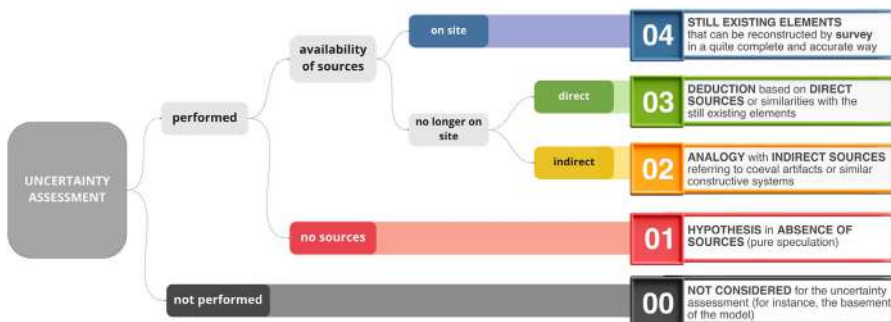 UNCERTAINTY
ASSESSMENT
performed
not performed
availability
of sources
no sources
on site
no longer on
site
direct
indirect
04
STILL EXISTING ELEMENTS
that can be reconstructed by survey
in a quite complete and accurate way
03
DEDUCTION based on DIRECT
SOURCES or similarities with the
still existing elements
02
ANALOGY with INDIRECT SOURCES
referring to coeval artifacts or similar
constructive systems
01
HYPOTHESIS in ABSENCE OF
SOURCES (pure speculation)
00
NOT CONSIDERED for the uncertainty
assessment (for instance, the basement
of the model)